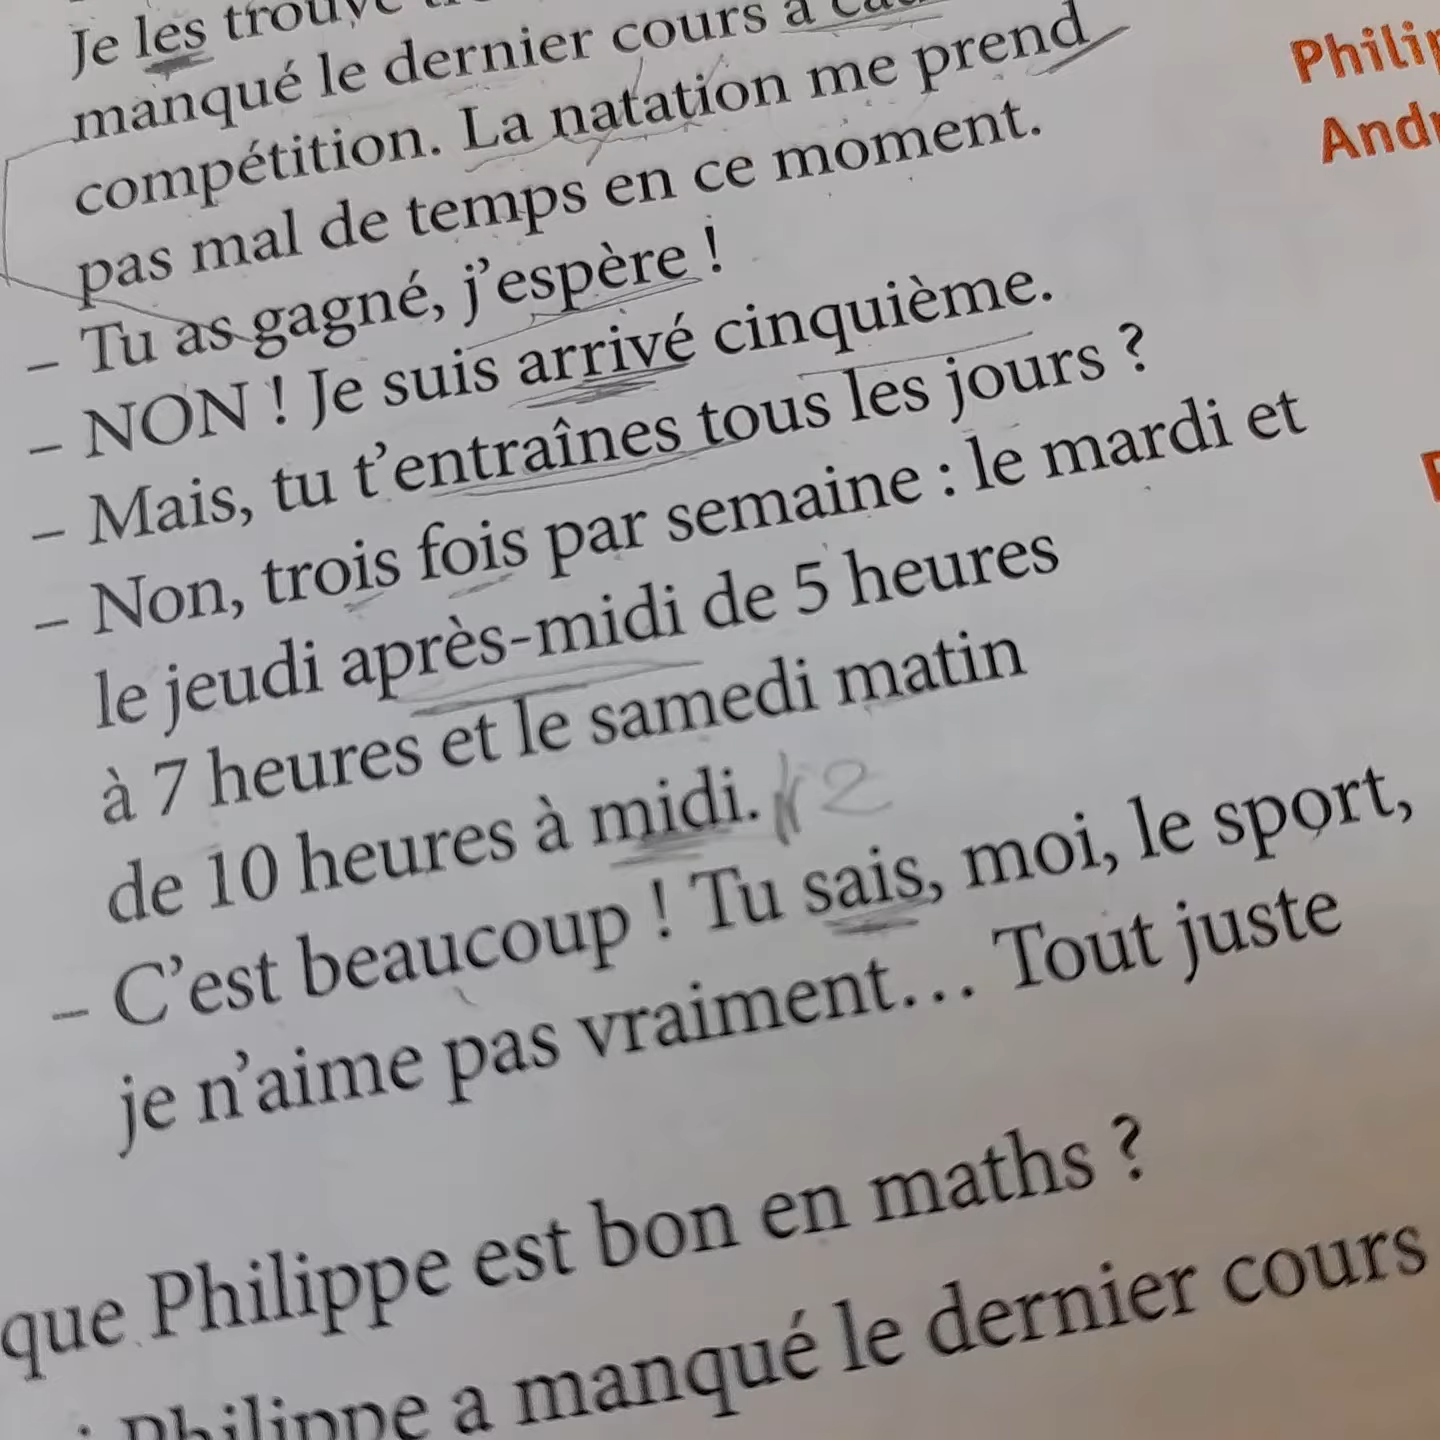 Je les trouve
manqué le dernier cours à
compétition. La natation me prend
pas mal de temps en ce moment.
– Tu as gagné, j'espère !
– NON ! Je suis arrivé cinquième.
– Mais, tu t'entraînes tous les jours ?
– Non, trois fois par semaine : le mardi et
le jeudi après-midi de 5 heures
à 7 heures et le samedi matin
de 10 heures à midi. 12
– C'est beaucoup ! Tu sais, moi, le sport,
je n'aime pas vraiment... Tout juste
que Philippe est bon en maths ?
Philippe a manqué le dernier cours
Philip
And